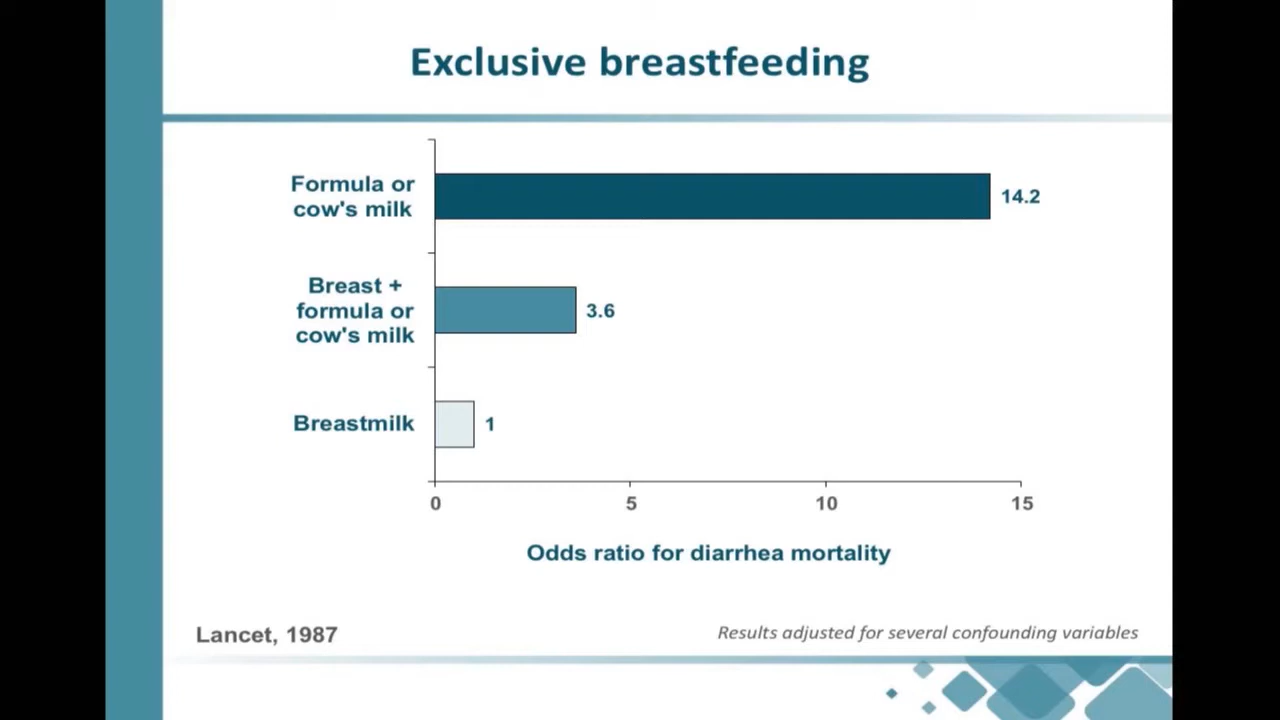 Exclusive breastfeeding
Formula or
cow's milk
14.2
Breast +
formula or
cow's milk
3.6
Breastmilk
1
0 5 10 15
Odds ratio for diarrhea mortality
Lancet, 1987
Results adjusted for several confounding variables